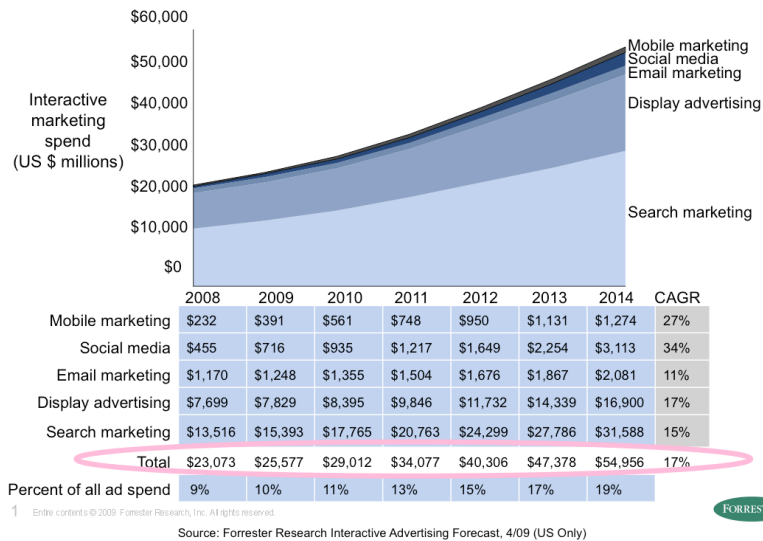 $60,000
$50,000
$40,000
$30,000
$20,000
$10,000
$0
Interactive
marketing
spend
(US $ millions)
Mobile marketing
Social media
Email marketing
Display advertising
Search marketing
2008 2009 2010 2011 2012 2013 2014 CAGR
Mobile marketing $232 $391 $561 $748 $950 $1,131 $1,274 27%
Social media $455 $716 $935 $1,217 $1,649 $2,254 $3,113 34%
Email marketing $1,170 $1,248 $1,355 $1,504 $1,676 $1,867 $2,081 11%
Display advertising $7,699 $7,829 $8,395 $9,846 $11,732 $14,339 $16,900 17%
Search marketing $13,516 $15,393 $17,765 $20,763 $24,299 $27,786 $31,588 15%
Total $23,073 $25,577 $29,012 $34,077 $40,306 $47,378 $54,956 17%
Percent of all ad spend 9% 10% 11% 13% 15% 17% 19%
1 Entire contents © 2009 Forrester Research, Inc. All rights reserved.
Source: Forrester Research Interactive Advertising Forecast, 4/09 (US Only)